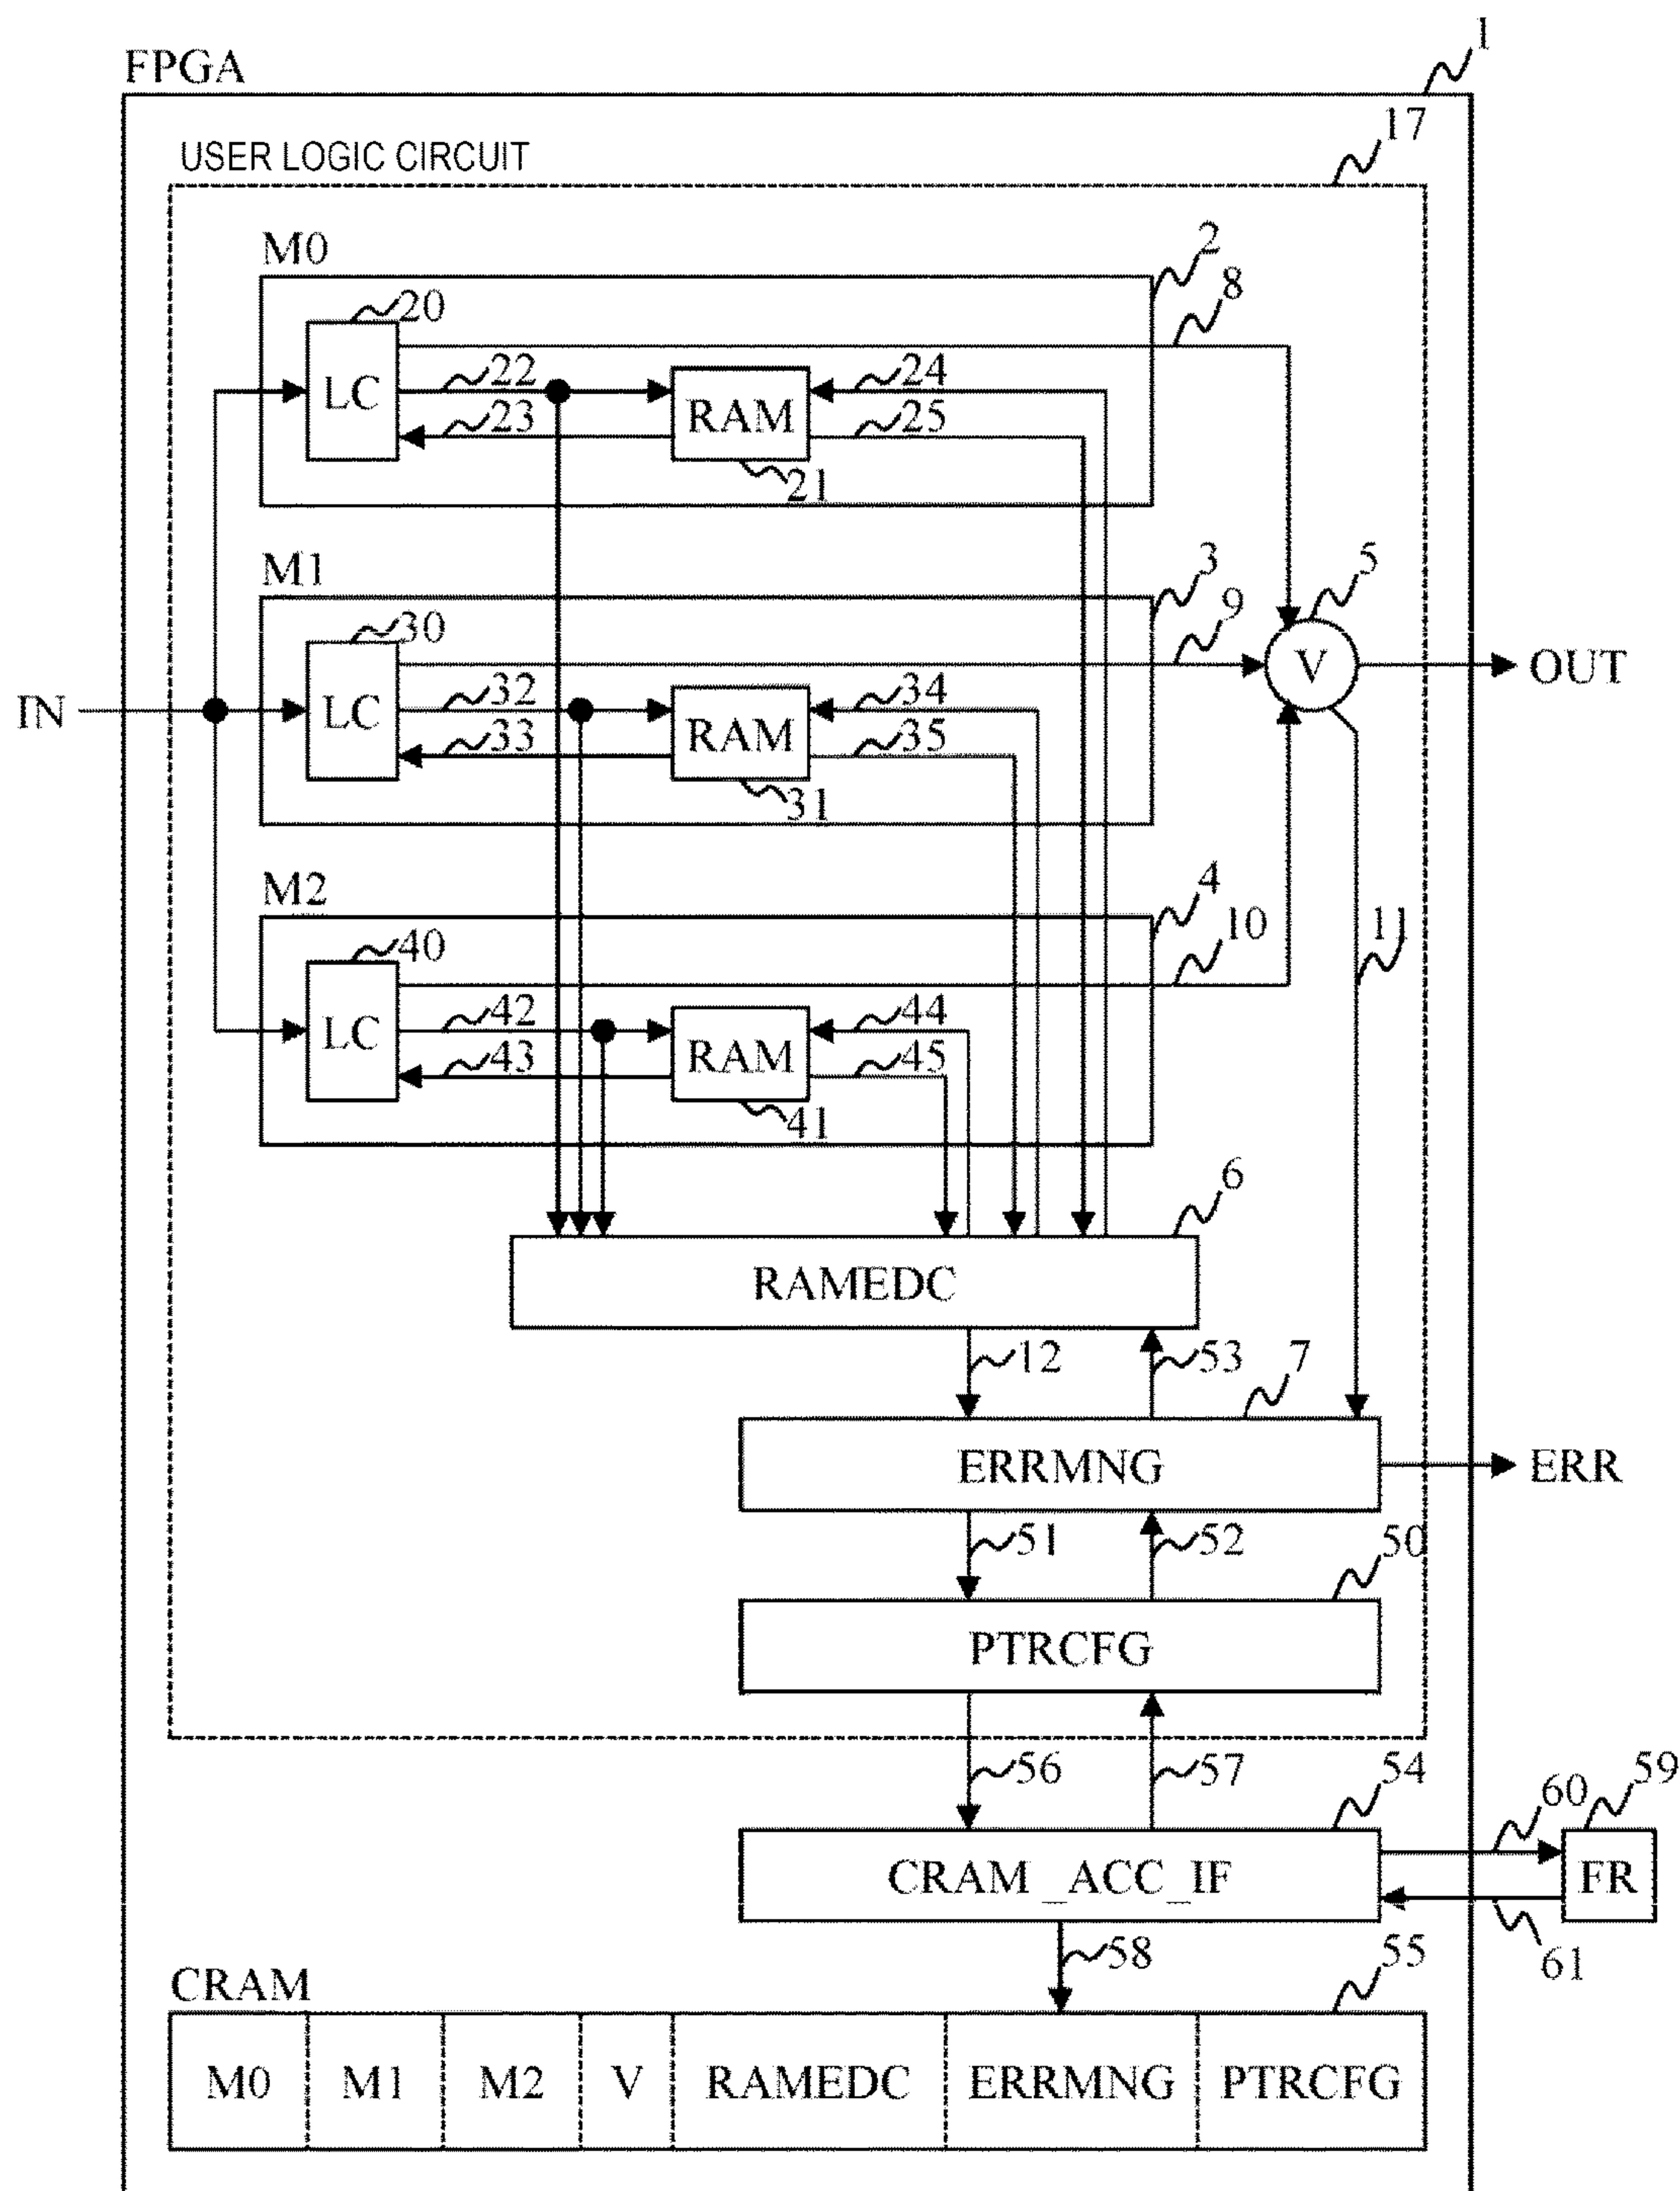 1
FPGA
17
USER LOGIC CIRCUIT
M0
2
8
20
LC
22
23
RAM
24
25
21
M1
3
9
5
30
LC
32
33
RAM
34
35
31
V
OUT
IN
M2
4
10
11
40
LC
42
43
RAM
44
45
41
6
RAMEDC
12
53
7
ERRMNG
ERR
51
52
50
PTRCFG
56
57
54
60
59
CRAM _ACC_IF
FR
58
55
61
CRAM
M0
M1
M2
V
RAMEDC
ERRMNG
PTRCFG